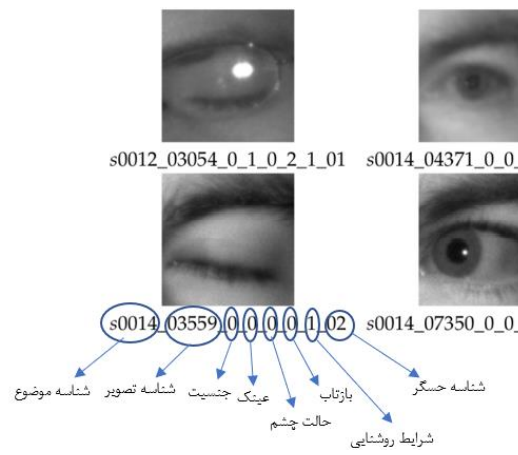 s0012_03054_0_1_0_2_1_01 s0014_04371_0_0_
s0014_03559_0_0_0_0_1_02 s0014_07350_0_0_
شناسه موضوع شناسه تصویر جنسیت عینک حالت چشم بازتاب شرایط روشنایی شناسه حسگر